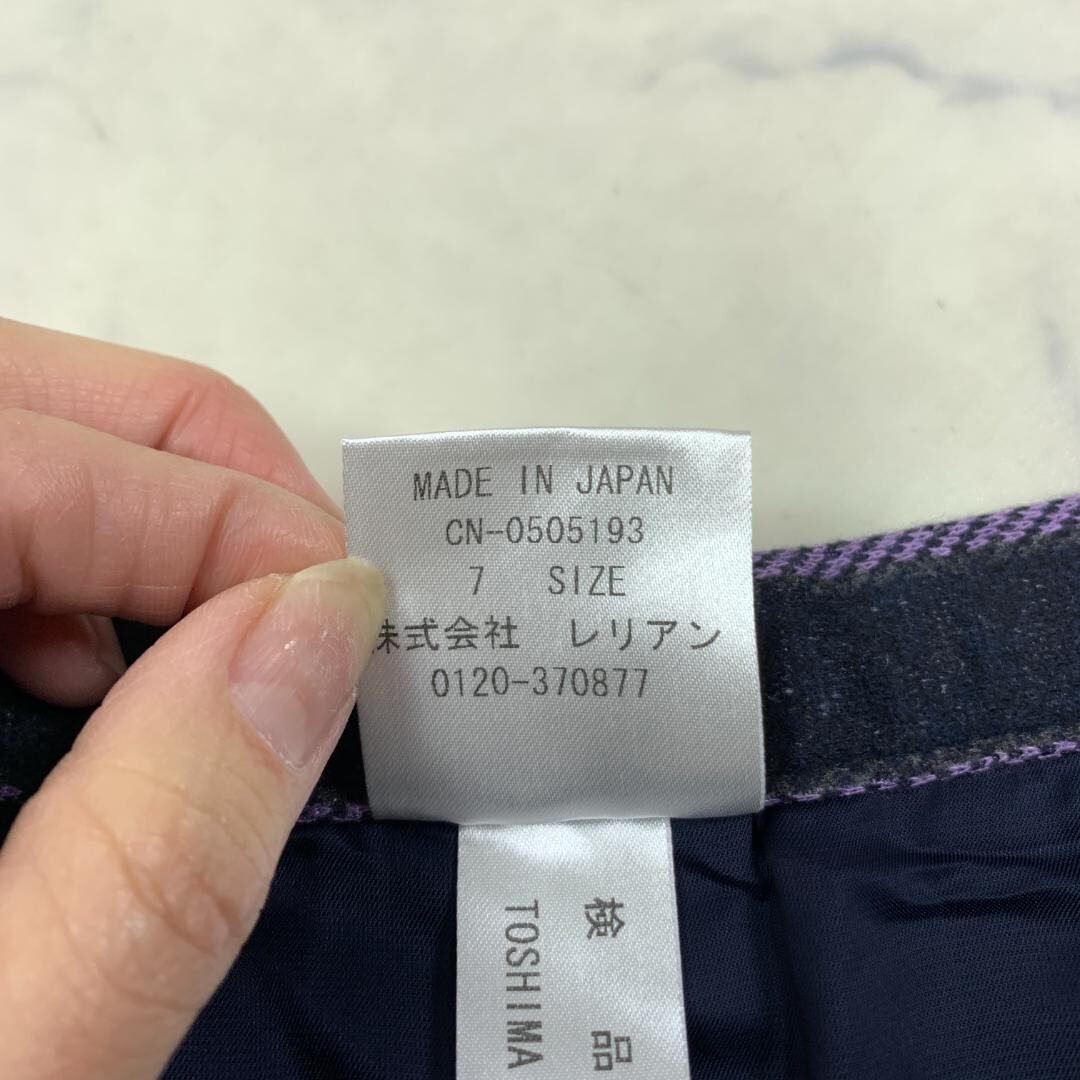 MADE IN JAPAN
CN-0505193
7 SIZE
株式会社 レリアン
0120-370877
検品
TOSHIMA